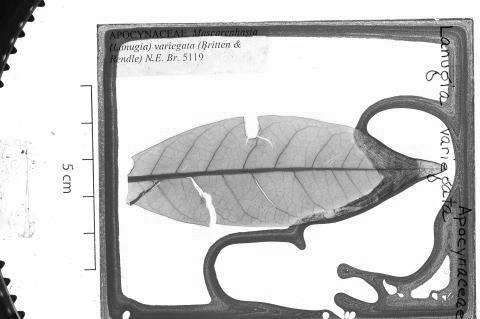 APOCYNACEAE Mascarenhasia
(Lanugia) variegata (Britten &
Rendle) N.E. Br. 5119
5 cm
Lanugia variegata
Apocynaceae